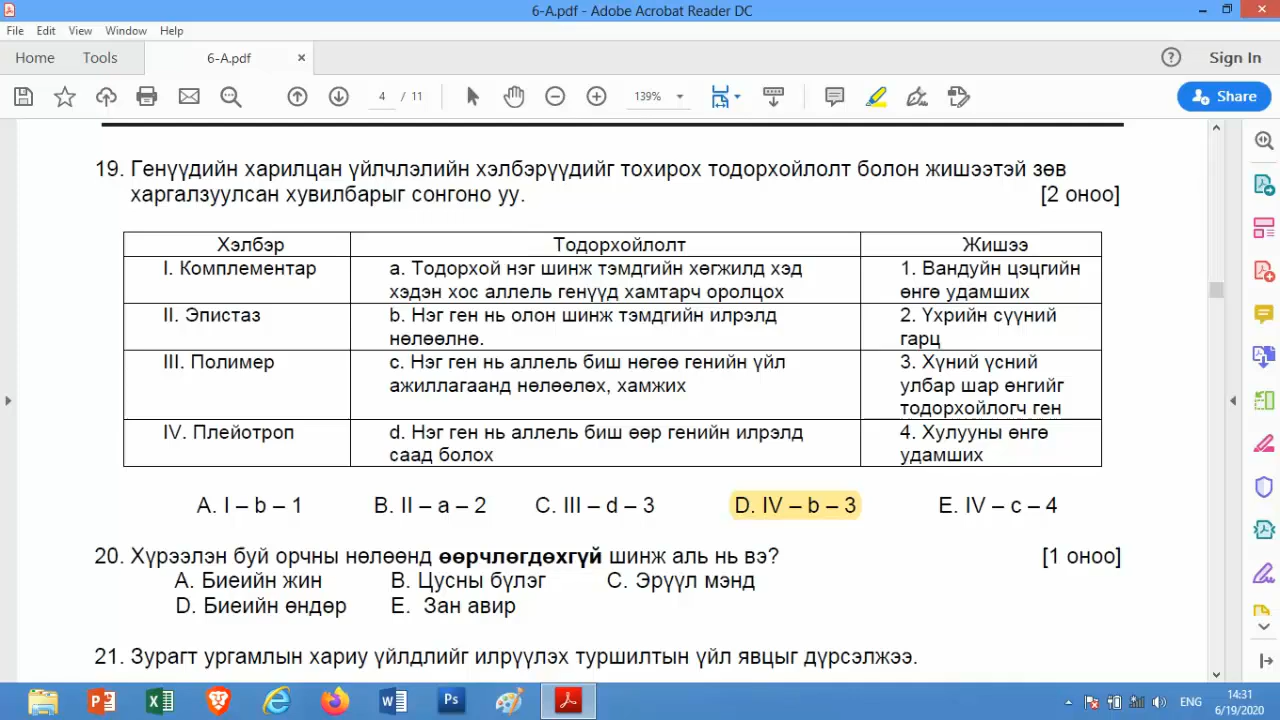 6-A.pdf - Adobe Acrobat Reader DC
File Edit View Window Help
Home Tools 6-A.pdf × Sign In
4 / 11 139% Share
19. Генүүдийн харилцан үйлчлэлийн хэлбэрүүдийг тохирох тодорхойлолт болон жишээтэй зөв
харгалзуулсан хувилбарыг сонгоно уу. [2 оноо]
Хэлбэр Тодорхойлолт Жишээ
I. Комплементар a. Тодорхой нэг шинж тэмдгийн хөгжилд хэд 1. Вандуйн цэцгийн
хэдэн хос аллель генүүд хамтарч оролцох өнгө удамших
II. Эпистаз b. Нэг ген нь олон шинж тэмдгийн илрэлд 2. Үхрийн сүүний
нөлөөлнө. гарц
III. Полимер c. Нэг ген нь аллель биш нөгөө генийн үйл 3. Хүний үсний
ажиллагаанд нөлөөлөх, хамжих улбар шар өнгийг
тодорхойлогч ген
IV. Плейотроп d. Нэг ген нь аллель биш өөр генийн илрэлд 4. Хулууны өнгө
саад болох удамших
A. I – b – 1 B. II – a – 2 C. III – d – 3 D. IV – b – 3 E. IV – c – 4
20. Хүрээлэн буй орчны нөлөөнд өөрчлөгдөхгүй шинж аль нь вэ? [1 оноо]
A. Биеийн жин B. Цусны бүлэг C. Эрүүл мэнд
D. Биеийн өндөр E. Зан авир
21. Зурагт ургамлын хариу үйлдлийг илрүүлэх туршилтын үйл явцыг дүрсэлжээ.
ENG 14:31
6/19/2020